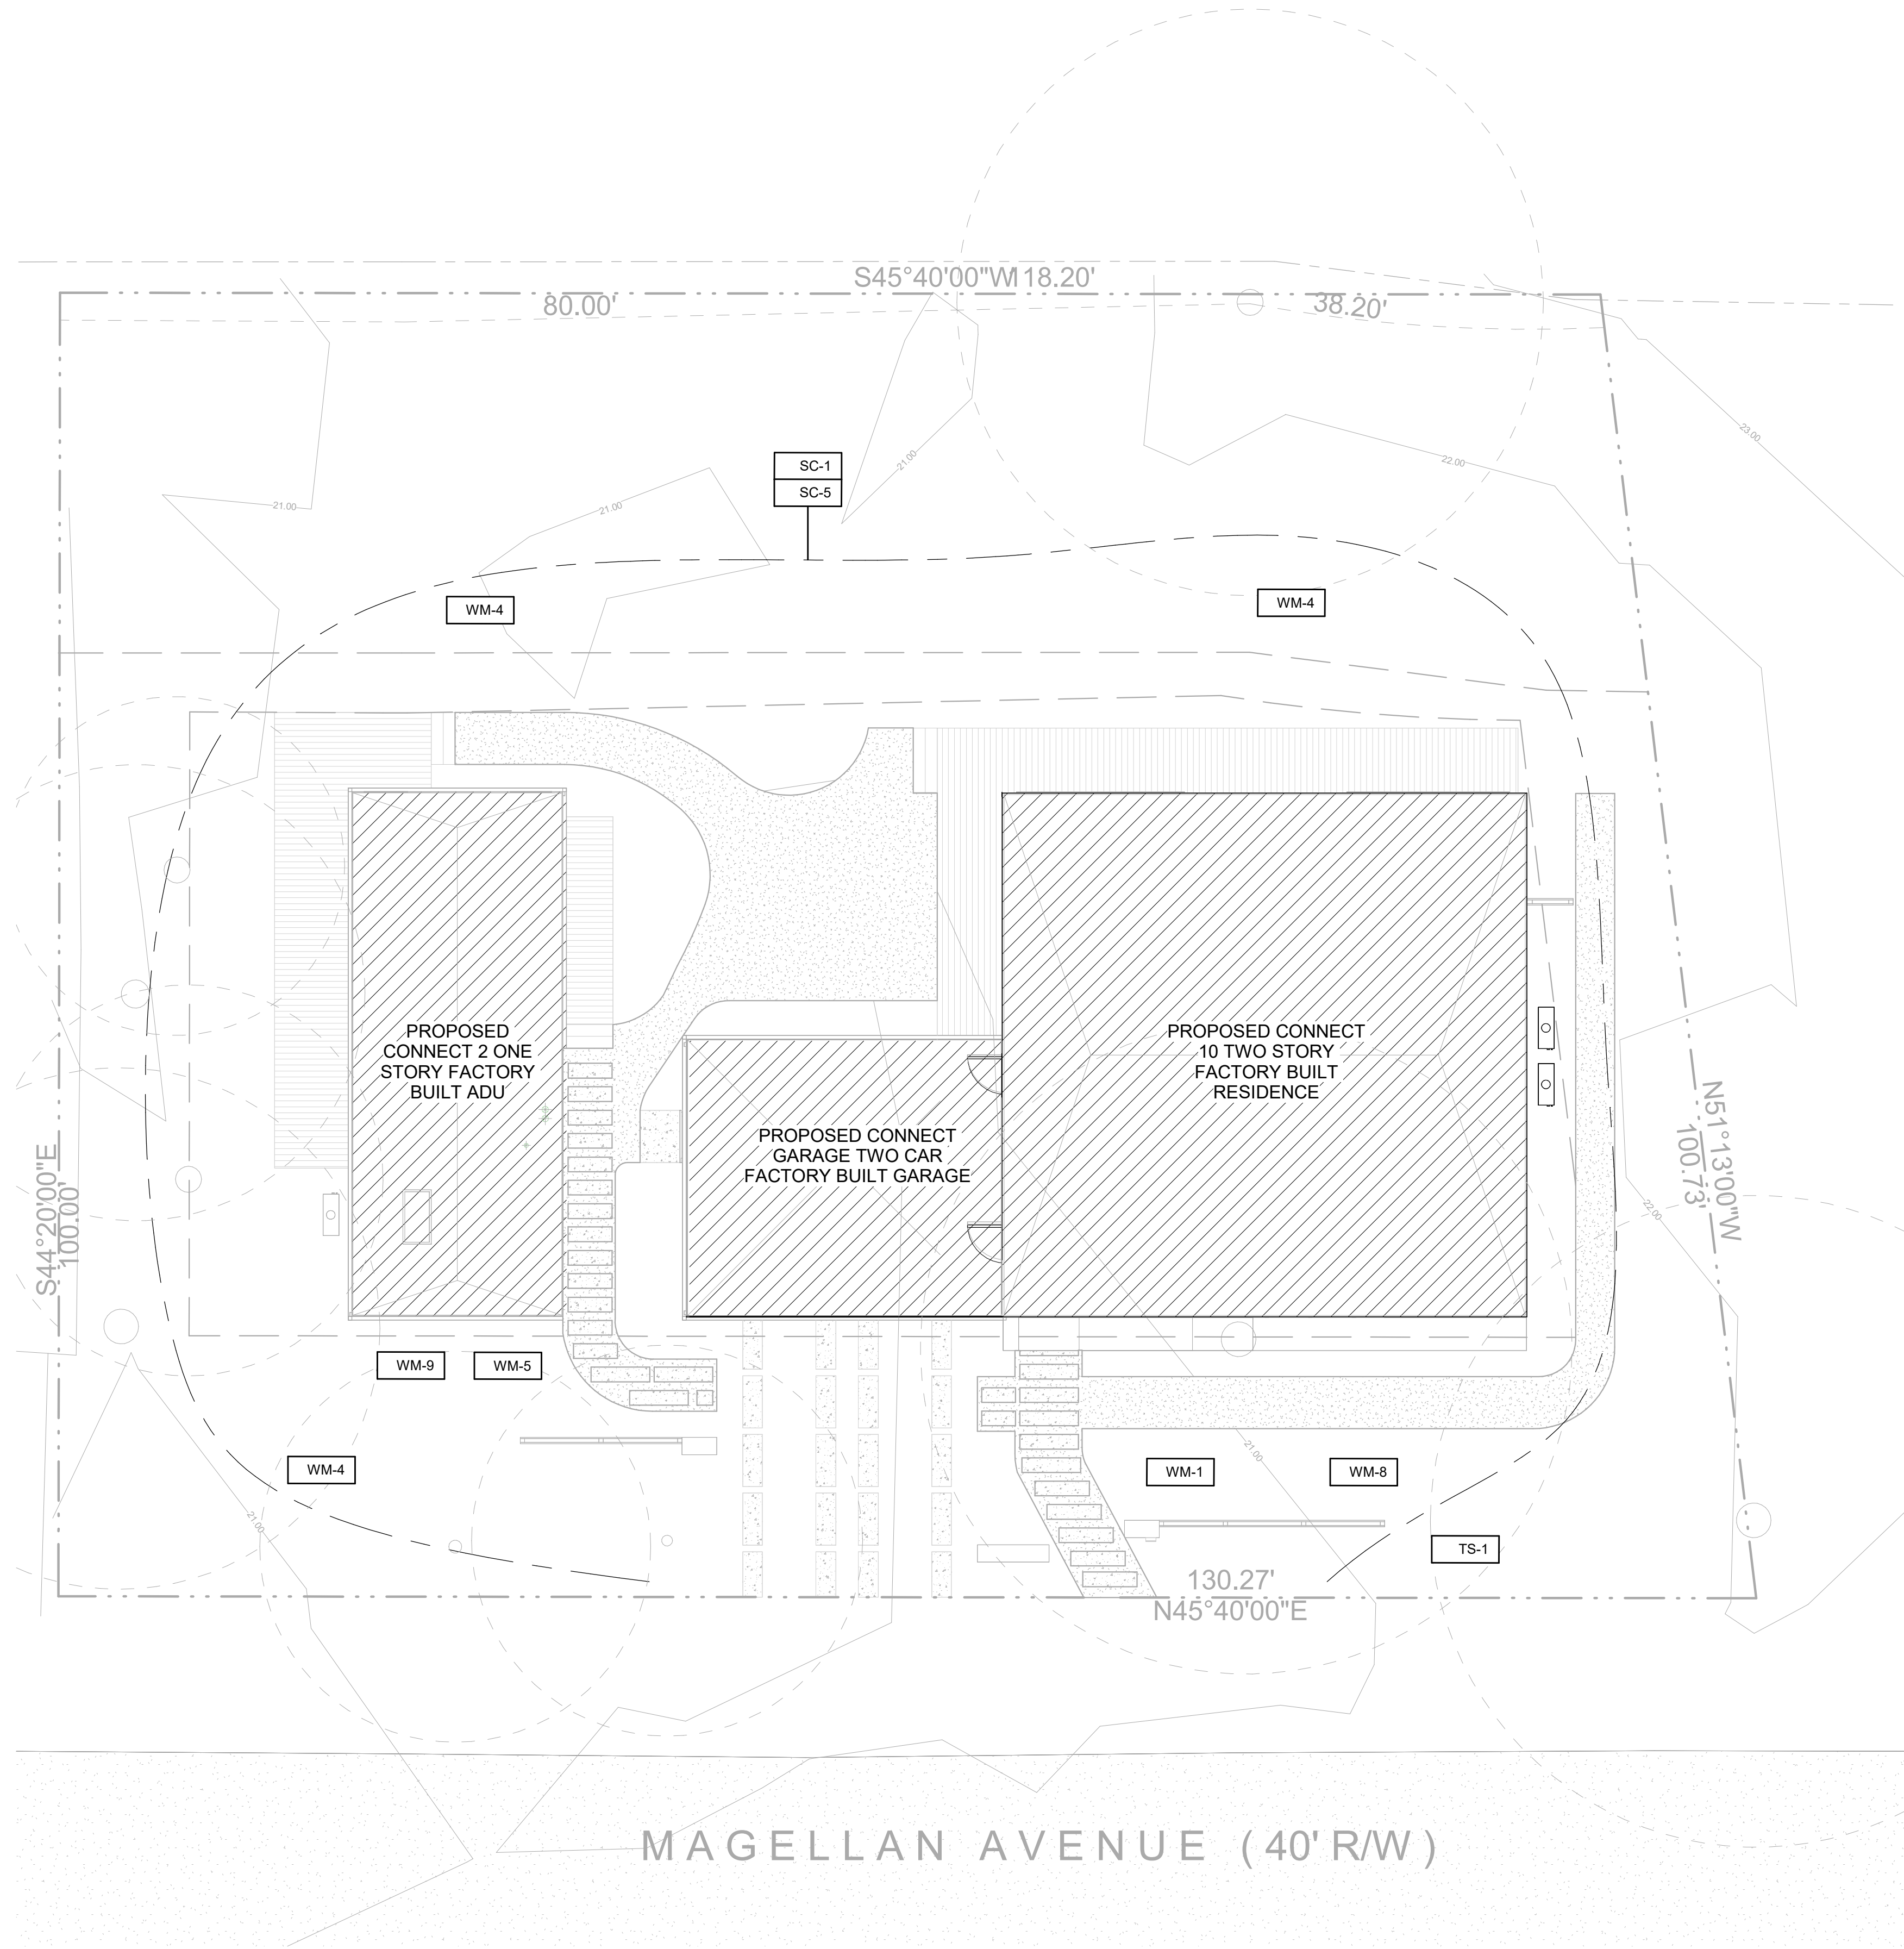 S45°40'00"W 118.20'
80.00'
38.20'
23.00
21.00
22.00
SC-1
SC-5
21.00
21.00
WM-4
WM-4
PROPOSED
CONNECT 2 ONE
STORY FACTORY
BUILT ADU
PROPOSED CONNECT
10 TWO STORY
FACTORY BUILT
RESIDENCE
PROPOSED CONNECT
GARAGE TWO CAR
FACTORY BUILT GARAGE
S44°20'00"E
100.00'
N51°13'00"W
100.73'
22.00
WM-9
WM-5
WM-4
21.00
WM-1
WM-8
21.00
TS-1
130.27'
N45°40'00"E
MAGELLAN AVENUE (40' R/W)